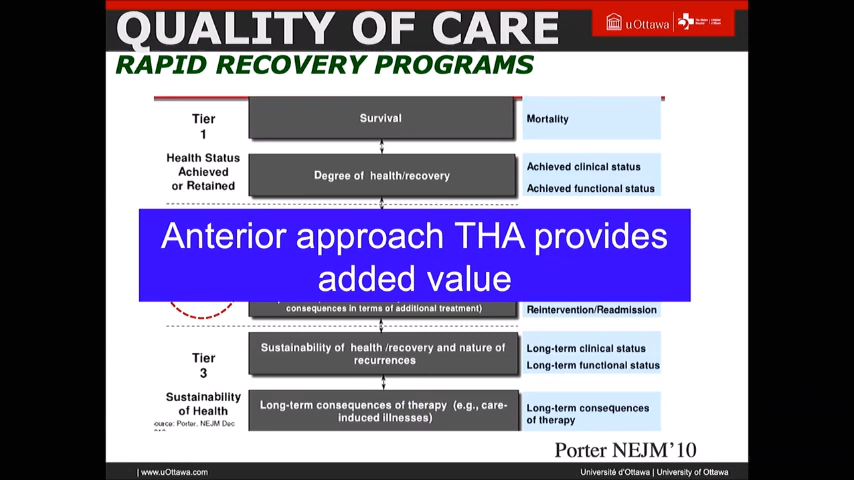 QUALITY OF CARE
uOttawa
RAPID RECOVERY PROGRAMS
Tier
1
Survival
Mortality
Health Status
Achieved
or Retained
Degree of health/recovery
Achieved clinical status
Achieved functional status
Anterior approach THA provides
added value
consequences in terms of additional treatment)
Reintervention/Readmission
Tier
3
Sustainability of health /recovery and nature of
recurrences
Long-term clinical status
Long-term functional status
Sustainability
of Health
Long-term consequences of therapy (e.g., care-
induced illnesses)
Long-term consequences
of therapy
ource: Porter, NEJM Dec
Porter NEJM'10
| www.uOttawa.com
Université d'Ottawa | University of Ottawa